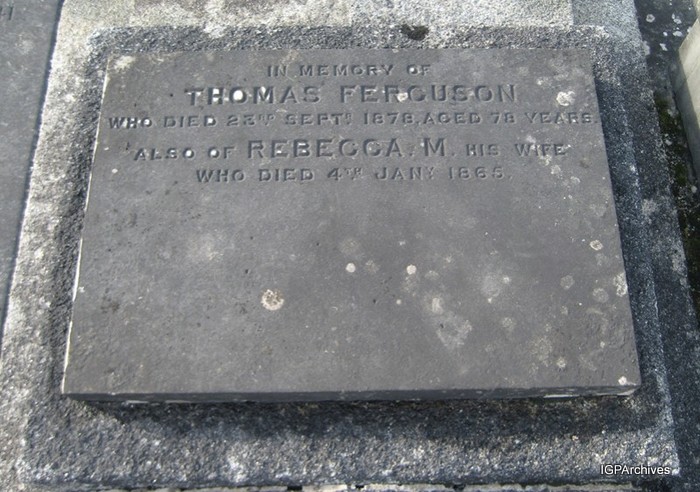 IN MEMORY OF
THOMAS FERGUSON
WHO DIED 23RD SEPTR 1878, AGED 78 YEARS.
ALSO OF REBECCA. M. HIS WIFE
WHO DIED 4TH JANY 1865.
IGPArchives